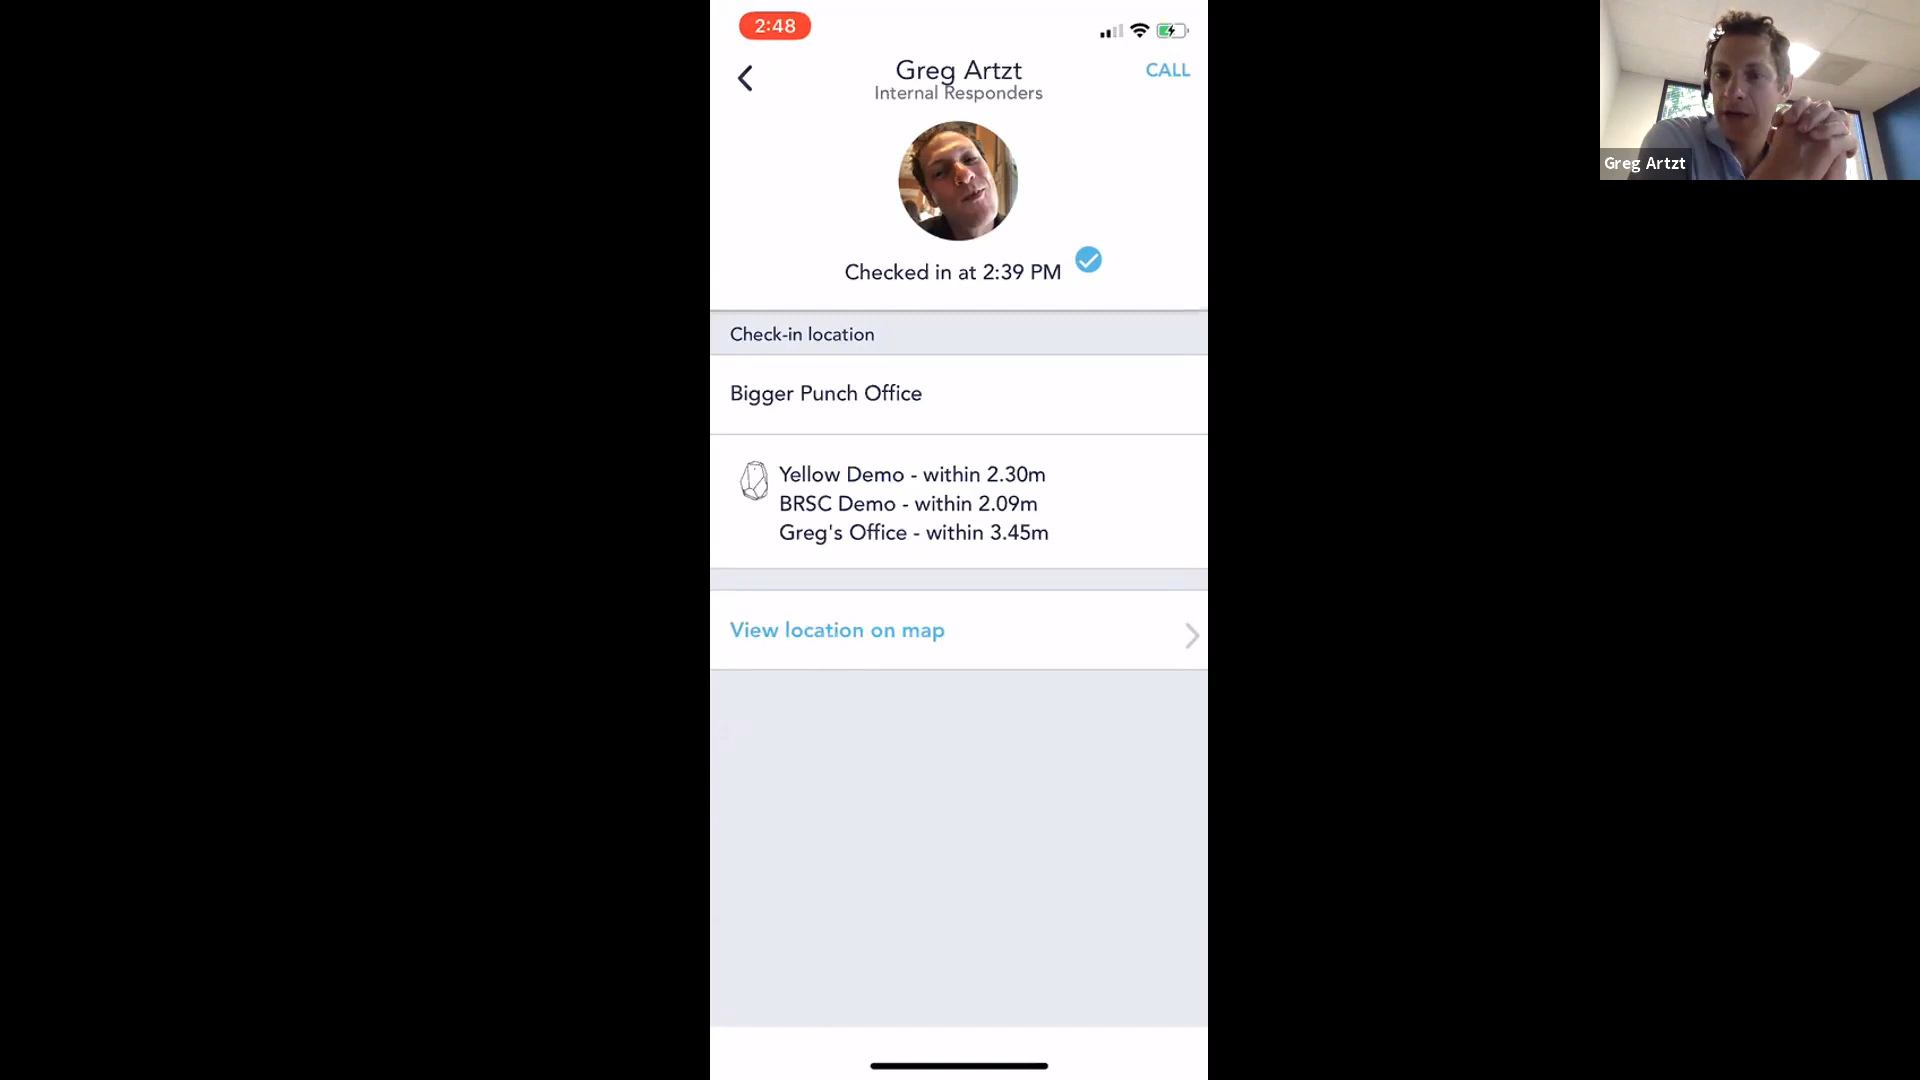 2:48
Greg Artzt
CALL
Internal Responders
Checked in at 2:39 PM
Check-in location
Bigger Punch Office
Yellow Demo - within 2.30m
BRSC Demo - within 2.09m
Greg's Office - within 3.45m
View location on map
Greg Artzt